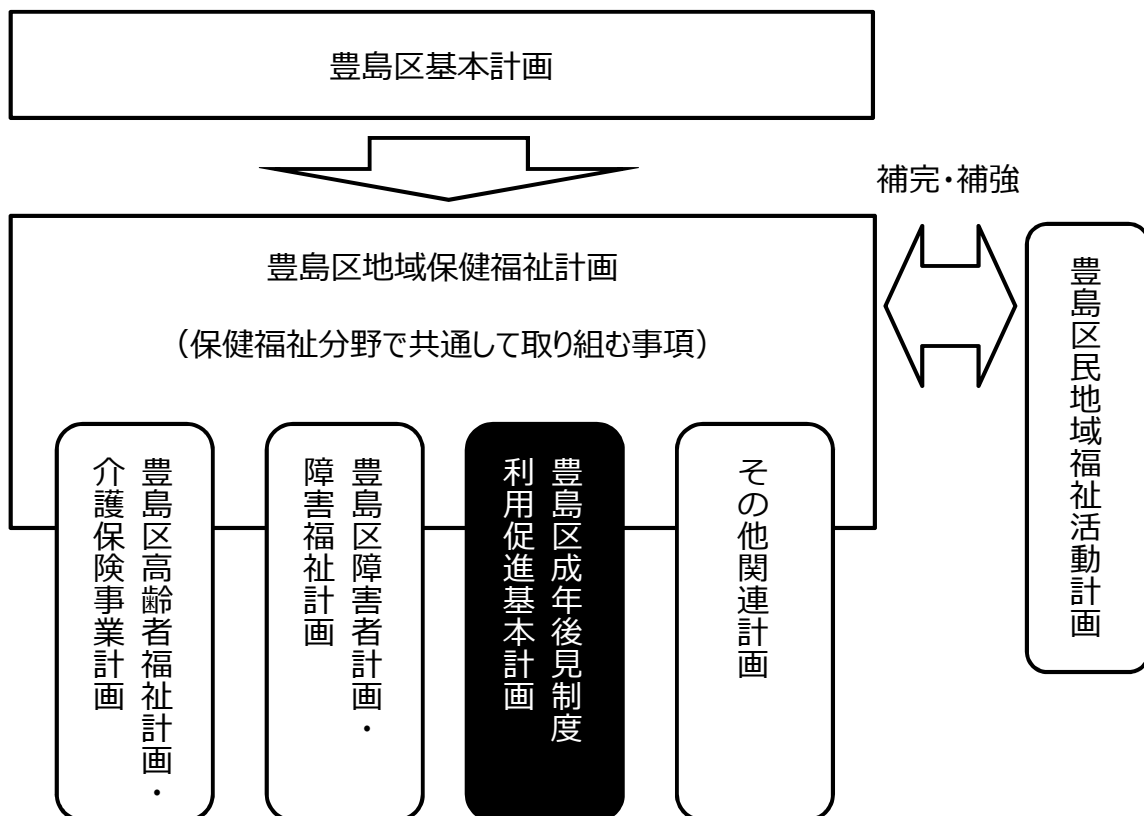 豊島区基本計画
補完・補強
豊島区地域保健福祉計画
（保健福祉分野で共通して取り組む事項）
豊島区高齢者福祉計画・
介護保険事業計画
豊島区障害者計画・
障害福祉計画
豊島区成年後見制度
利用促進基本計画
その他関連計画
豊島区民地域福祉活動計画